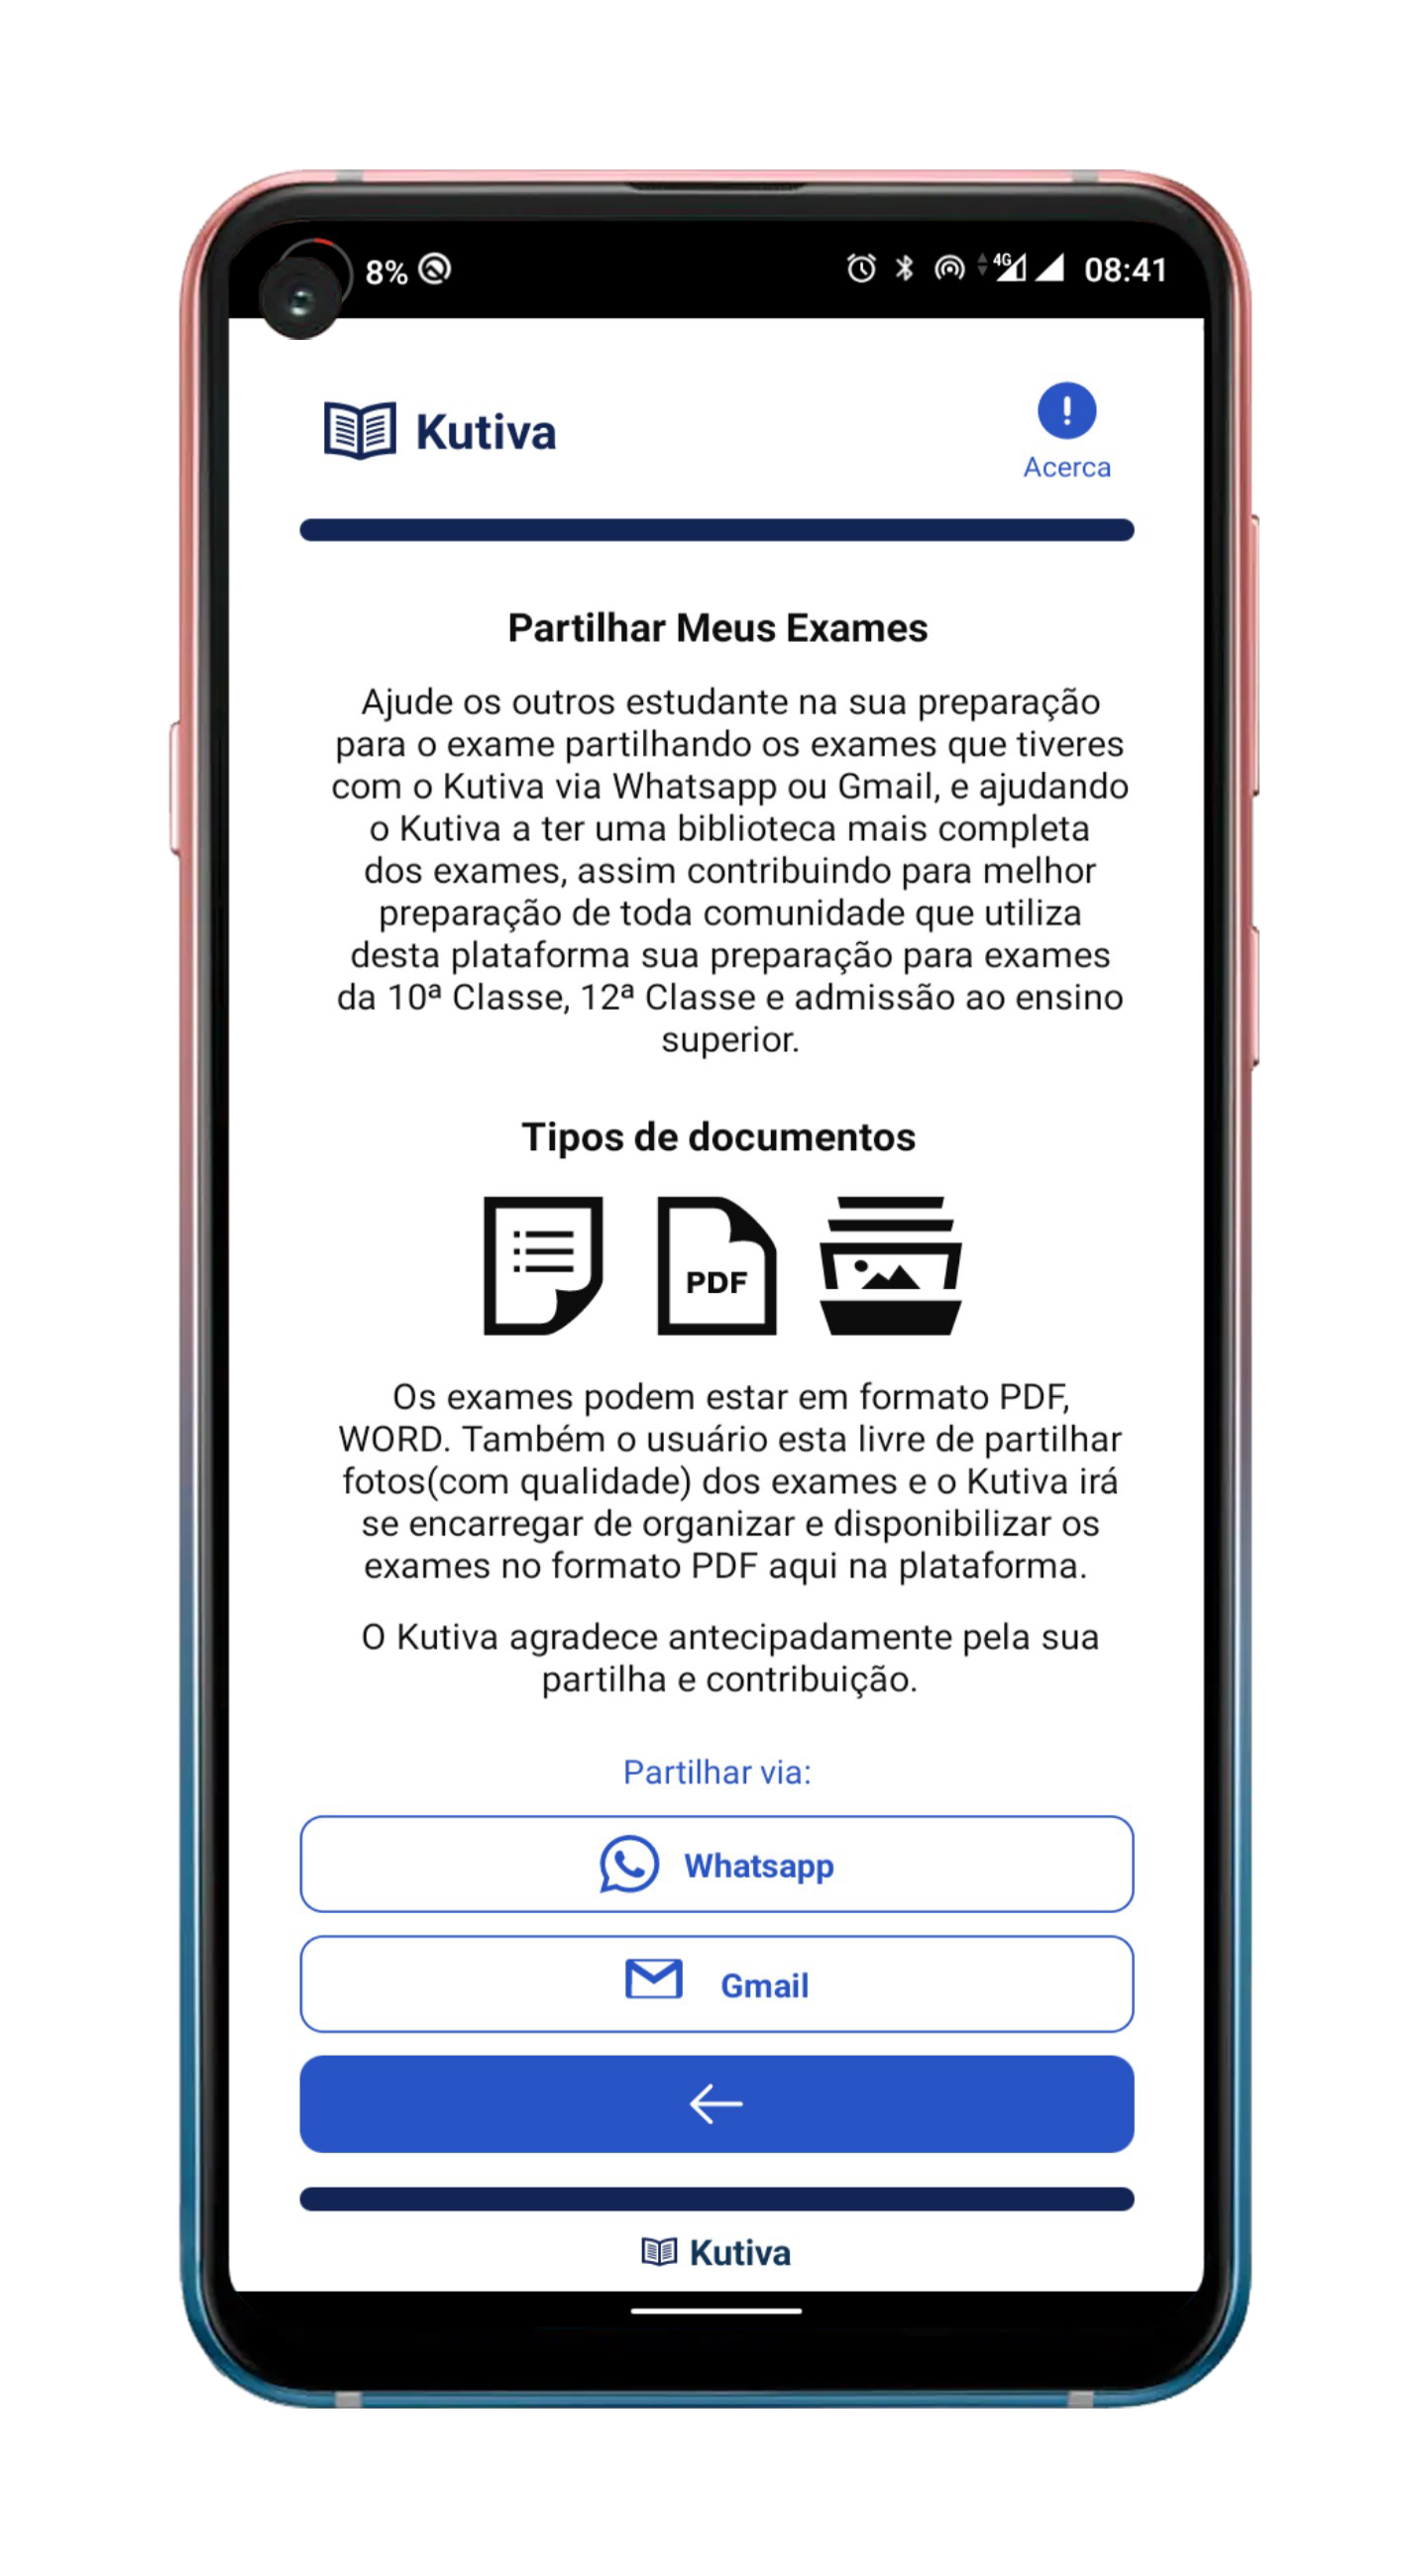 8%
4G
08:41
Kutiva
Acerca
Partilhar Meus Exames
Ajude os outros estudante na sua preparação
para o exame partilhando os exames que tiveres
com o Kutiva via Whatsapp ou Gmail, e ajudando
o Kutiva a ter uma biblioteca mais completa
dos exames, assim contribuindo para melhor
preparação de toda comunidade que utiliza
desta plataforma sua preparação para exames
da 10ª Classe, 12ª Classe e admissão ao ensino
superior.
Tipos de documentos
PDF
Os exames podem estar em formato PDF,
WORD. Também o usuário esta livre de partilhar
fotos(com qualidade) dos exames e o Kutiva irá
se encarregar de organizar e disponibilizar os
exames no formato PDF aqui na plataforma.
O Kutiva agradece antecipadamente pela sua
partilha e contribuição.
Partilhar via:
Whatsapp
Gmail
Kutiva